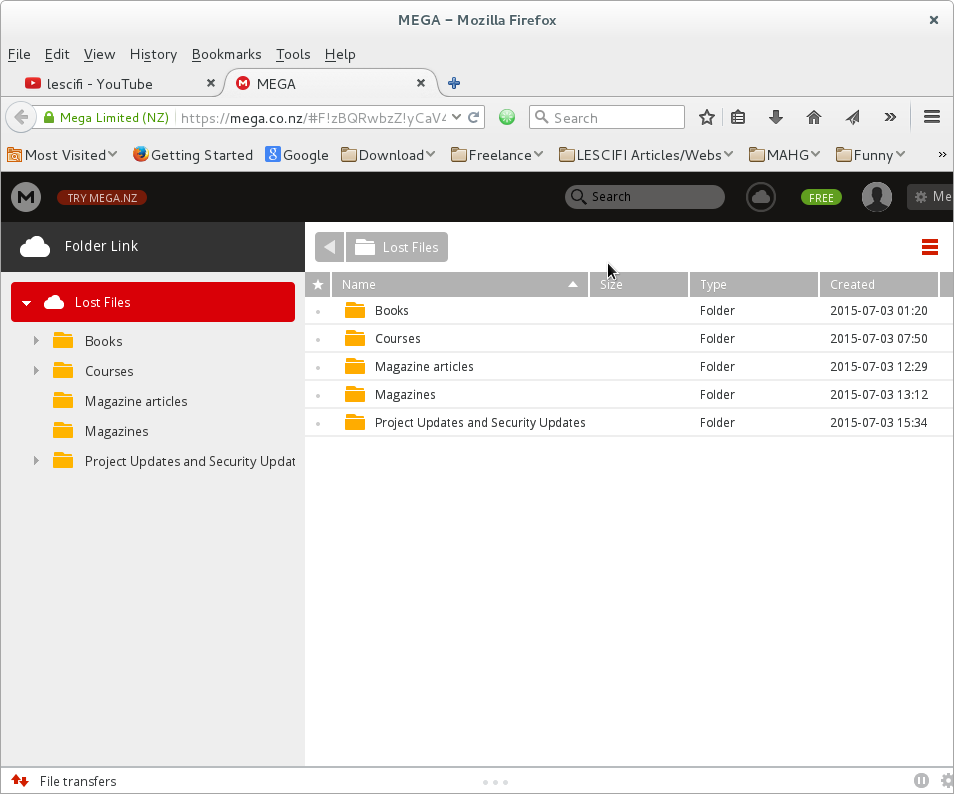 MEGA - Mozilla Firefox
File Edit View History Bookmarks Tools Help
lescifi - YouTube MEGA
Mega Limited (NZ) https://mega.co.nz/#F!zBQRwbzZ!yCaV4 Search
Most Visited Getting Started Google Download Freelance LESCIFI Articles/Webs MAHG Funny
TRY MEGA.NZ Search FREE Me
Folder Link Lost Files
Name Size Type Created
Lost Files
Books Folder 2015-07-03 01:20
Courses Folder 2015-07-03 07:50
Magazine articles Folder 2015-07-03 12:29
Magazines Folder 2015-07-03 13:12
Project Updates and Security Updates Folder 2015-07-03 15:34
Books
Courses
Magazine articles
Magazines
Project Updates and Security Updat
File transfers